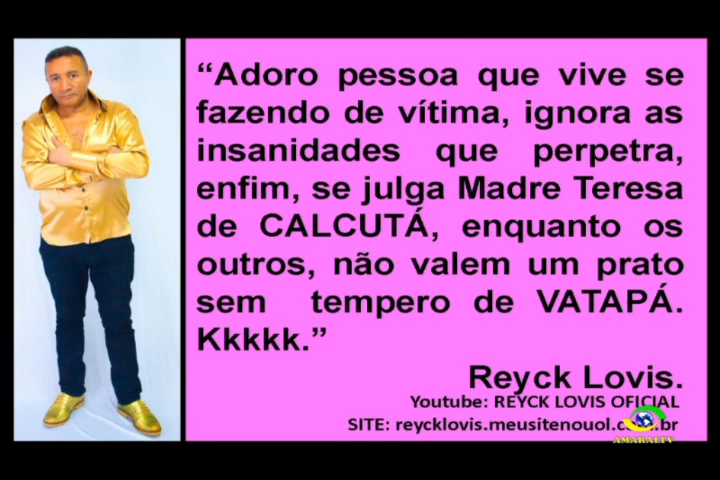 “Adoro pessoa que vive se
fazendo de vítima, ignora as
insanidades que perpetra,
enfim, se julga Madre Teresa
de CALCUTÁ, enquanto os
outros, não valem um prato
sem tempero de VATAPÁ.
Kkkkk.”
Reyck Lovis.
Youtube: REYCK LOVIS OFICIAL
SITE: reycklovis.meusitenouol.com.br
AMARALTV